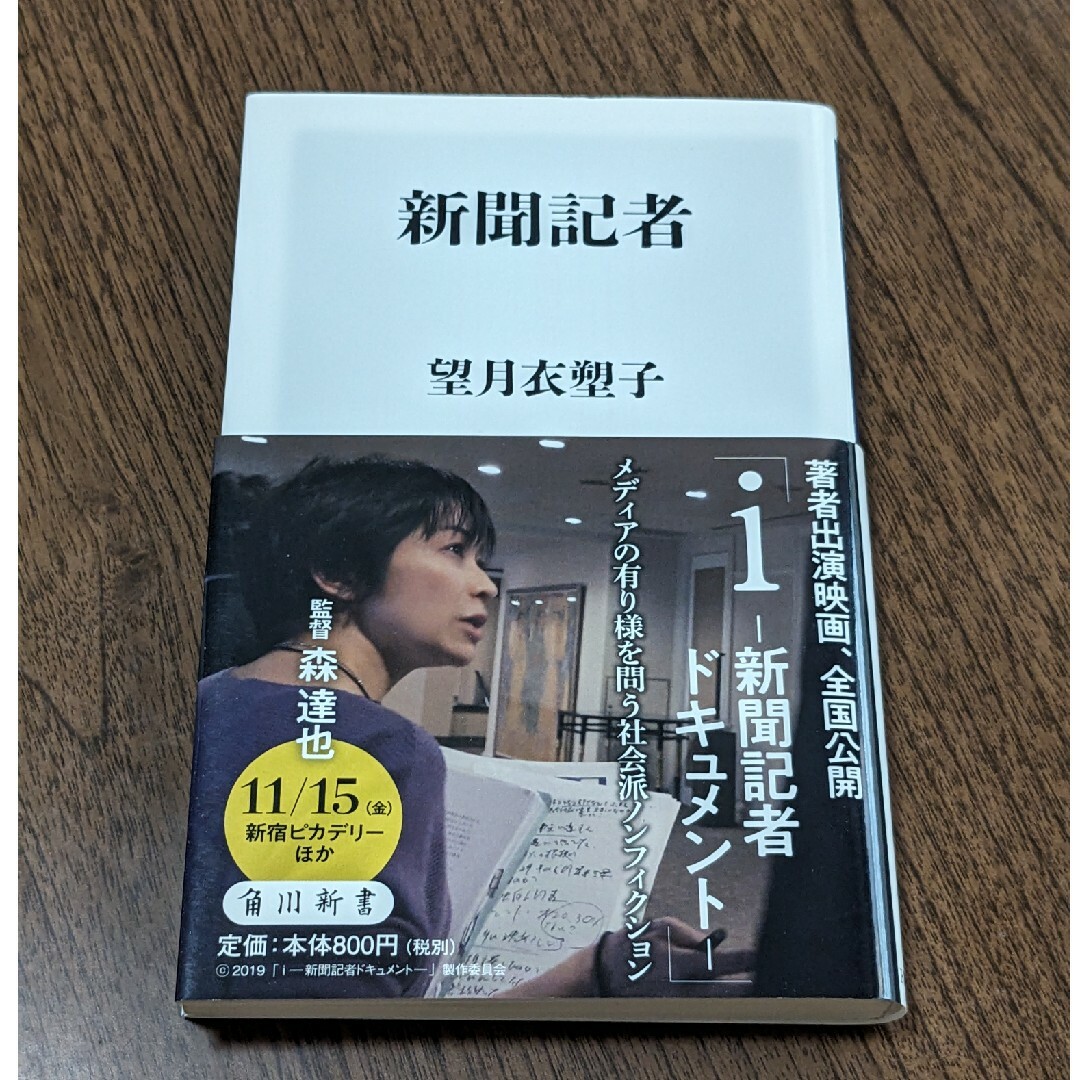 新聞記者
望月衣塑子
著者出演映画、全国公開
「i
―新聞記者
ドキュメント―」
メディアの有り様を問う社会派ノンフィクション
監督 森達也
11/15(金)
新宿ピカデリー
ほか
角川新書
定価:本体800円(税別)
©2019「i―新聞記者ドキュメント―」製作委員会